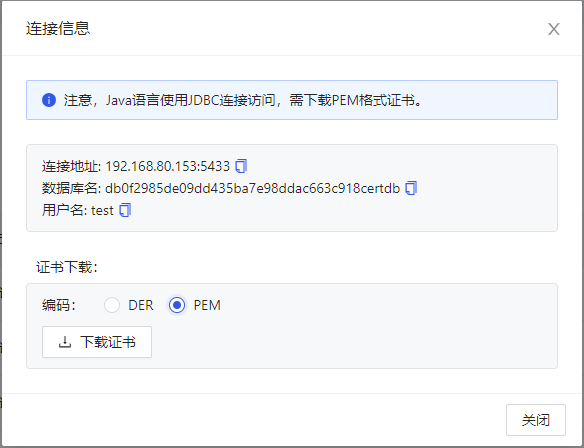 连接信息
注意，Java语言使用JDBC连接访问，需下载PEM格式证书。
连接地址: 192.168.80.153:5433
数据库名: db0f2985de09dd435ba7e98ddac663c918certdb
用户名: test
证书下载：
编码： DER PEM
下载证书
关闭